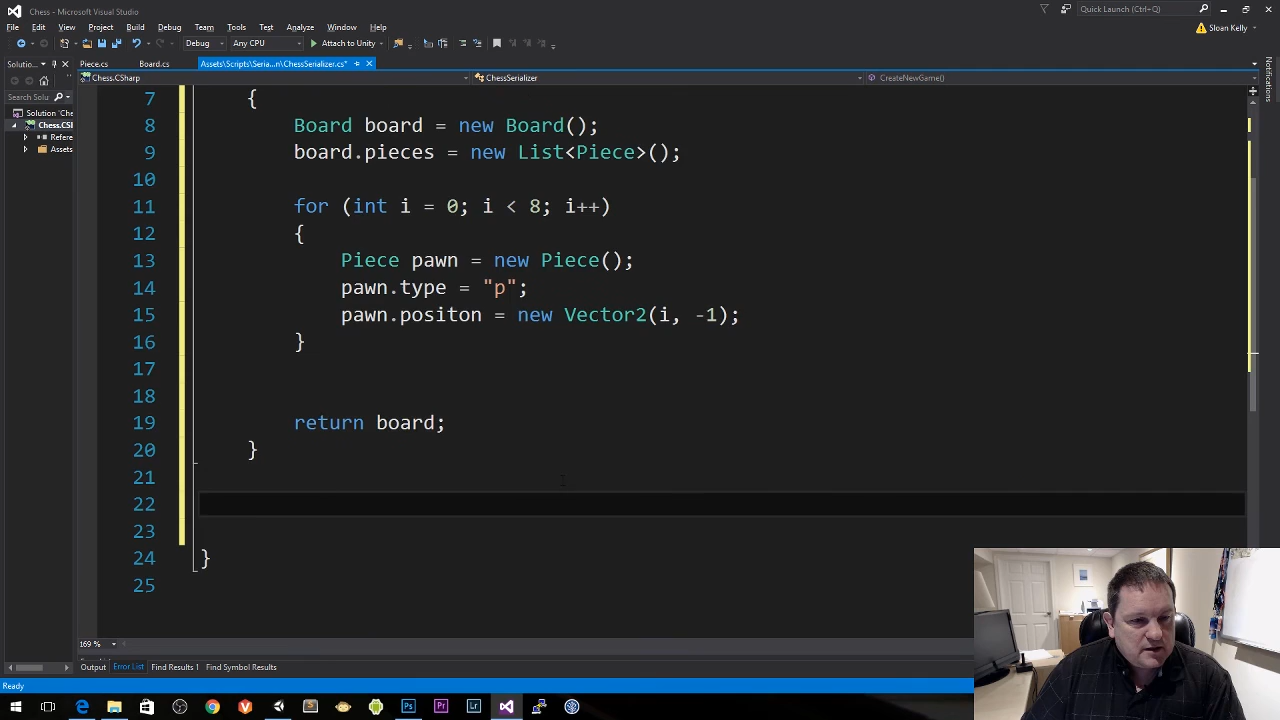 Chess - Microsoft Visual Studio
Quick Launch (Ctrl+Q)
File Edit View Project Build Debug Team Tools Test Analyze Window Help
Sloan Kelly
Debug Any CPU Attach to Unity
Solutio... Piece.cs Board.cs Assets\Scripts\Seria...n\ChessSerializer.cs*
Chess.CSharp ChessSerializer CreateNewGame()
Search Solu
Solution 'Che
Chess.CSl
Refere
Assets
Notifications
7 {
8 Board board = new Board();
9 board.pieces = new List<Piece>();
10
11 for (int i = 0; i < 8; i++)
12 {
13 Piece pawn = new Piece();
14 pawn.type = "p";
15 pawn.positon = new Vector2(i, -1);
16 }
17
18
19 return board;
20 }
21
22
23
24 }
25
169 %
Output Error List Find Results 1 Find Symbol Results
Ready